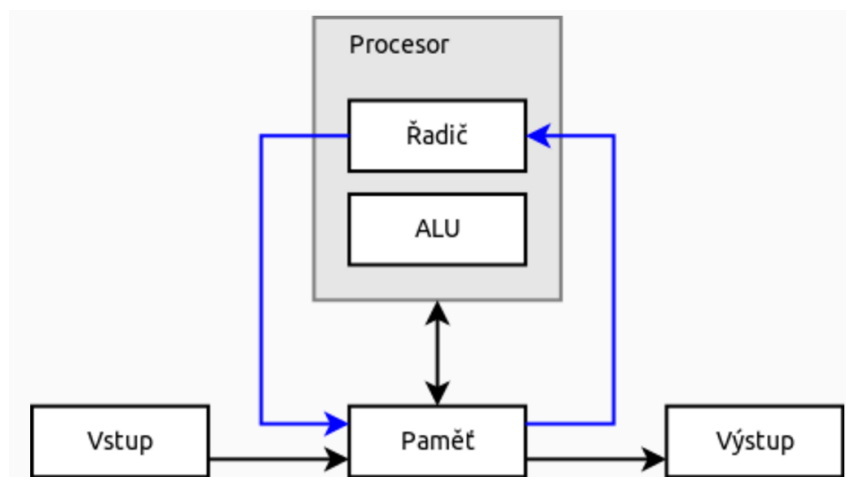 Procesor
Řadič
ALU
Vstup
Paměť
Výstup